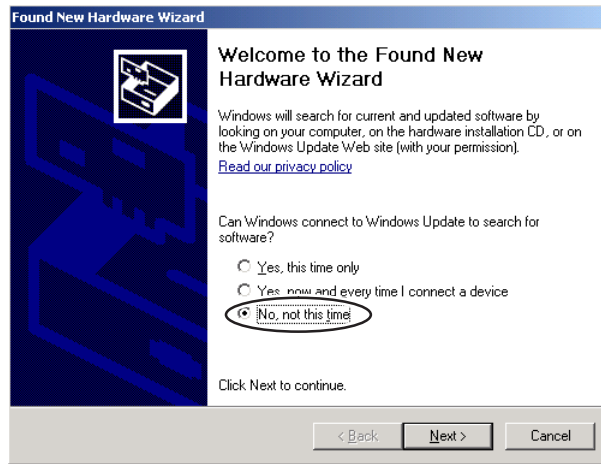 Found New Hardware Wizard
Welcome to the Found New
Hardware Wizard
Windows will search for current and updated software by
looking on your computer, on the hardware installation CD, or on
the Windows Update Web site (with your permission).
Read our privacy policy
Can Windows connect to Windows Update to search for
software?
Yes, this time only
Yes, now and every time I connect a device
No, not this time
Click Next to continue.
< Back
Next >
Cancel